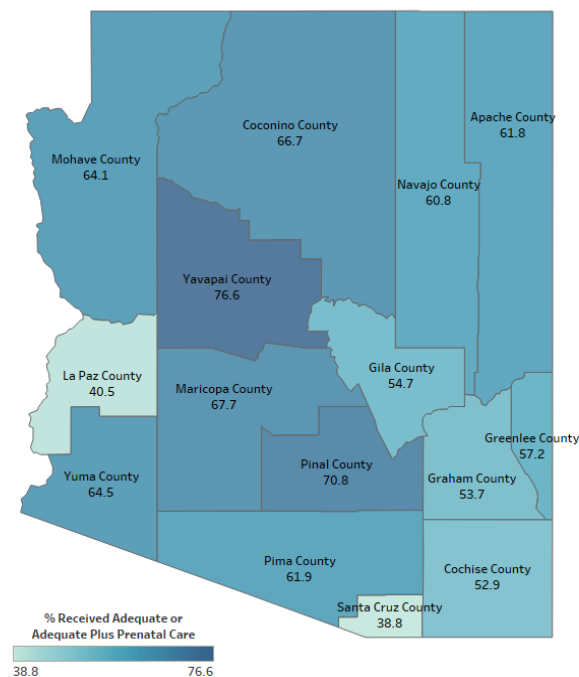 Apache County
61.8
Coconino County
66.7
Mohave County
64.1
Navajo County
60.8
Yavapai County
76.6
Gila County
54.7
La Paz County
40.5
Maricopa County
67.7
Greenlee County
57.2
Pinal County
70.8
Yuma County
64.5
Graham County
53.7
Pima County
61.9
Cochise County
52.9
Santa Cruz County
38.8
% Received Adequate or
Adequate Plus Prenatal Care
38.8
76.6